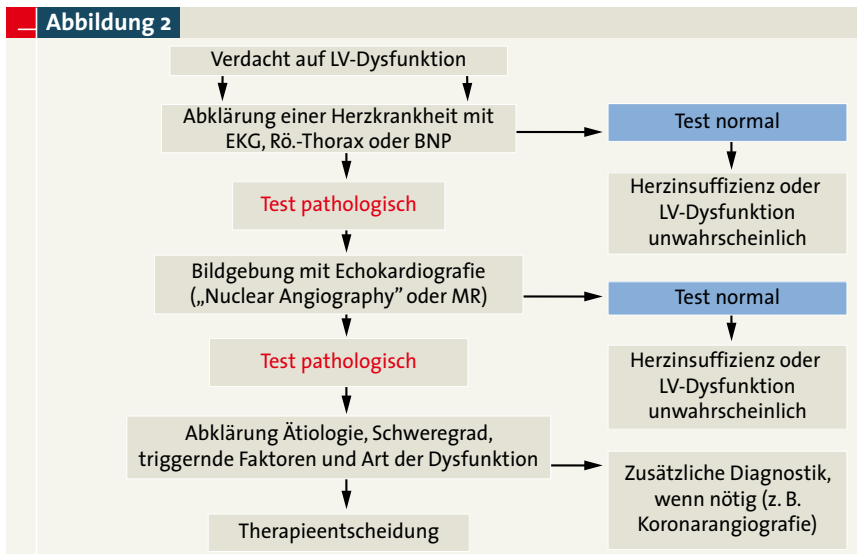 Abbildung 2
Verdacht auf LV-Dysfunktion
Abklärung einer Herzkrankheit mit
EKG, Rö.-Thorax oder BNP
Test normal
Test pathologisch
Herzinsuffizienz oder
LV-Dysfunktion
unwahrscheinlich
Bildgebung mit Echokardiografie
(„Nuclear Angiography” oder MR)
Test normal
Test pathologisch
Herzinsuffizienz oder
LV-Dysfunktion
unwahrscheinlich
Abklärung Ätiologie, Schweregrad,
triggernde Faktoren und Art der Dysfunktion
Zusätzliche Diagnostik,
wenn nötig (z. B.
Koronarangiografie)
Therapieentscheidung